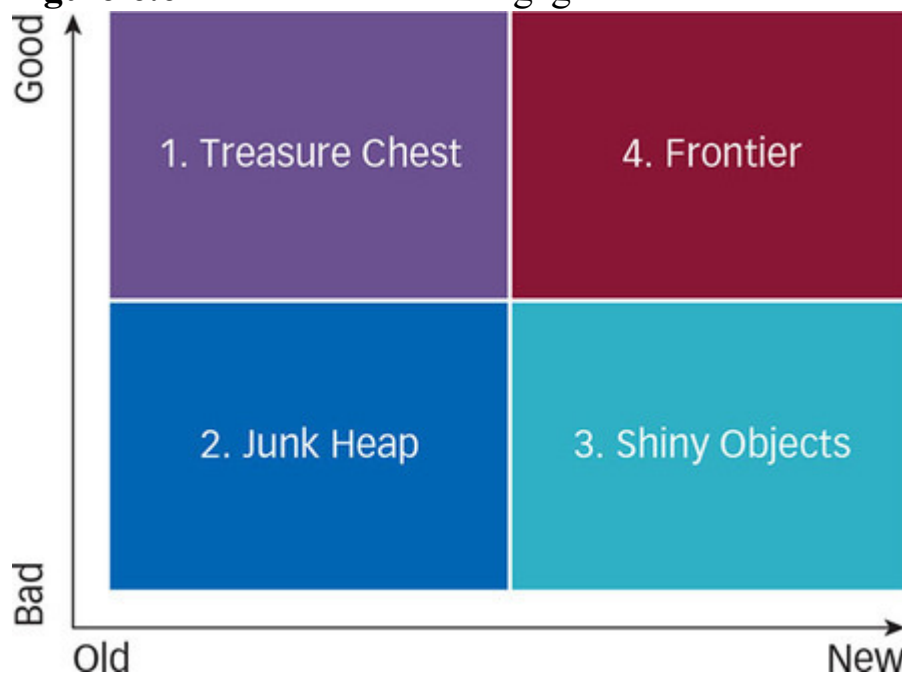 Good
1. Treasure Chest
4. Frontier
2. Junk Heap
3. Shiny Objects
Bad
Old
New